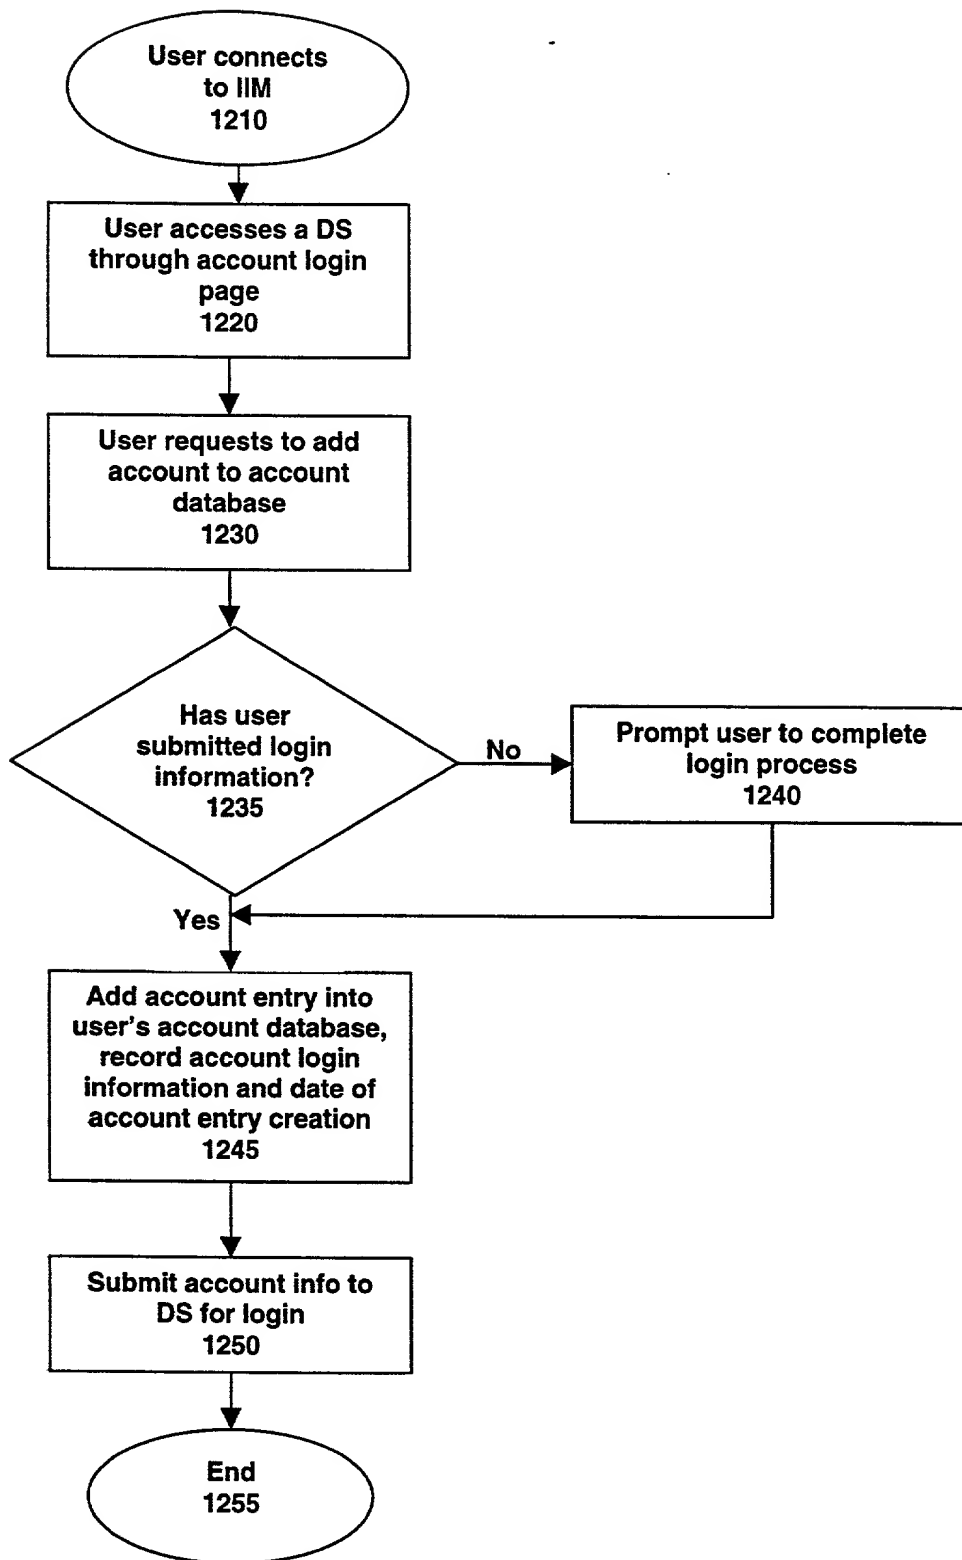 User connects
to IIM
1210
User accesses a DS
through account login
page
1220
User requests to add
account to account
database
1230
Has user
submitted login
information?
1235
No
Prompt user to complete
login process
1240
Yes
Add account entry into
user's account database,
record account login
information and date of
account entry creation
1245
Submit account info to
DS for login
1250
End
1255